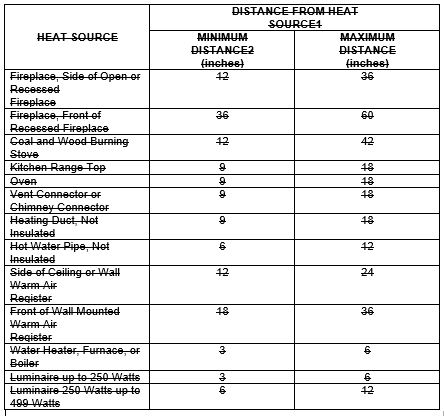 DISTANCE FROM HEAT
SOURCE1
HEAT SOURCE
MINIMUM
DISTANCE2
(inches)
MAXIMUM
DISTANCE
(inches)
Fireplace, Side of Open or
Recessed
Fireplace
12
36
Fireplace, Front of
Recessed Fireplace
36
60
Coal and Wood Burning
Stove
12
42
Kitchen Range Top
9
18
Oven
9
18
Vent Connector or
Chimney Connector
9
18
Heating Duct, Not
Insulated
9
18
Hot Water Pipe, Not
Insulated
6
12
Side of Ceiling or Wall
Warm Air
Register
12
24
Front of Wall Mounted
Warm Air
Register
18
36
Water Heater, Furnace, or
Boiler
3
6
Luminaire up to 250 Watts
3
6
Luminaire 250 Watts up to
499 Watts
6
12